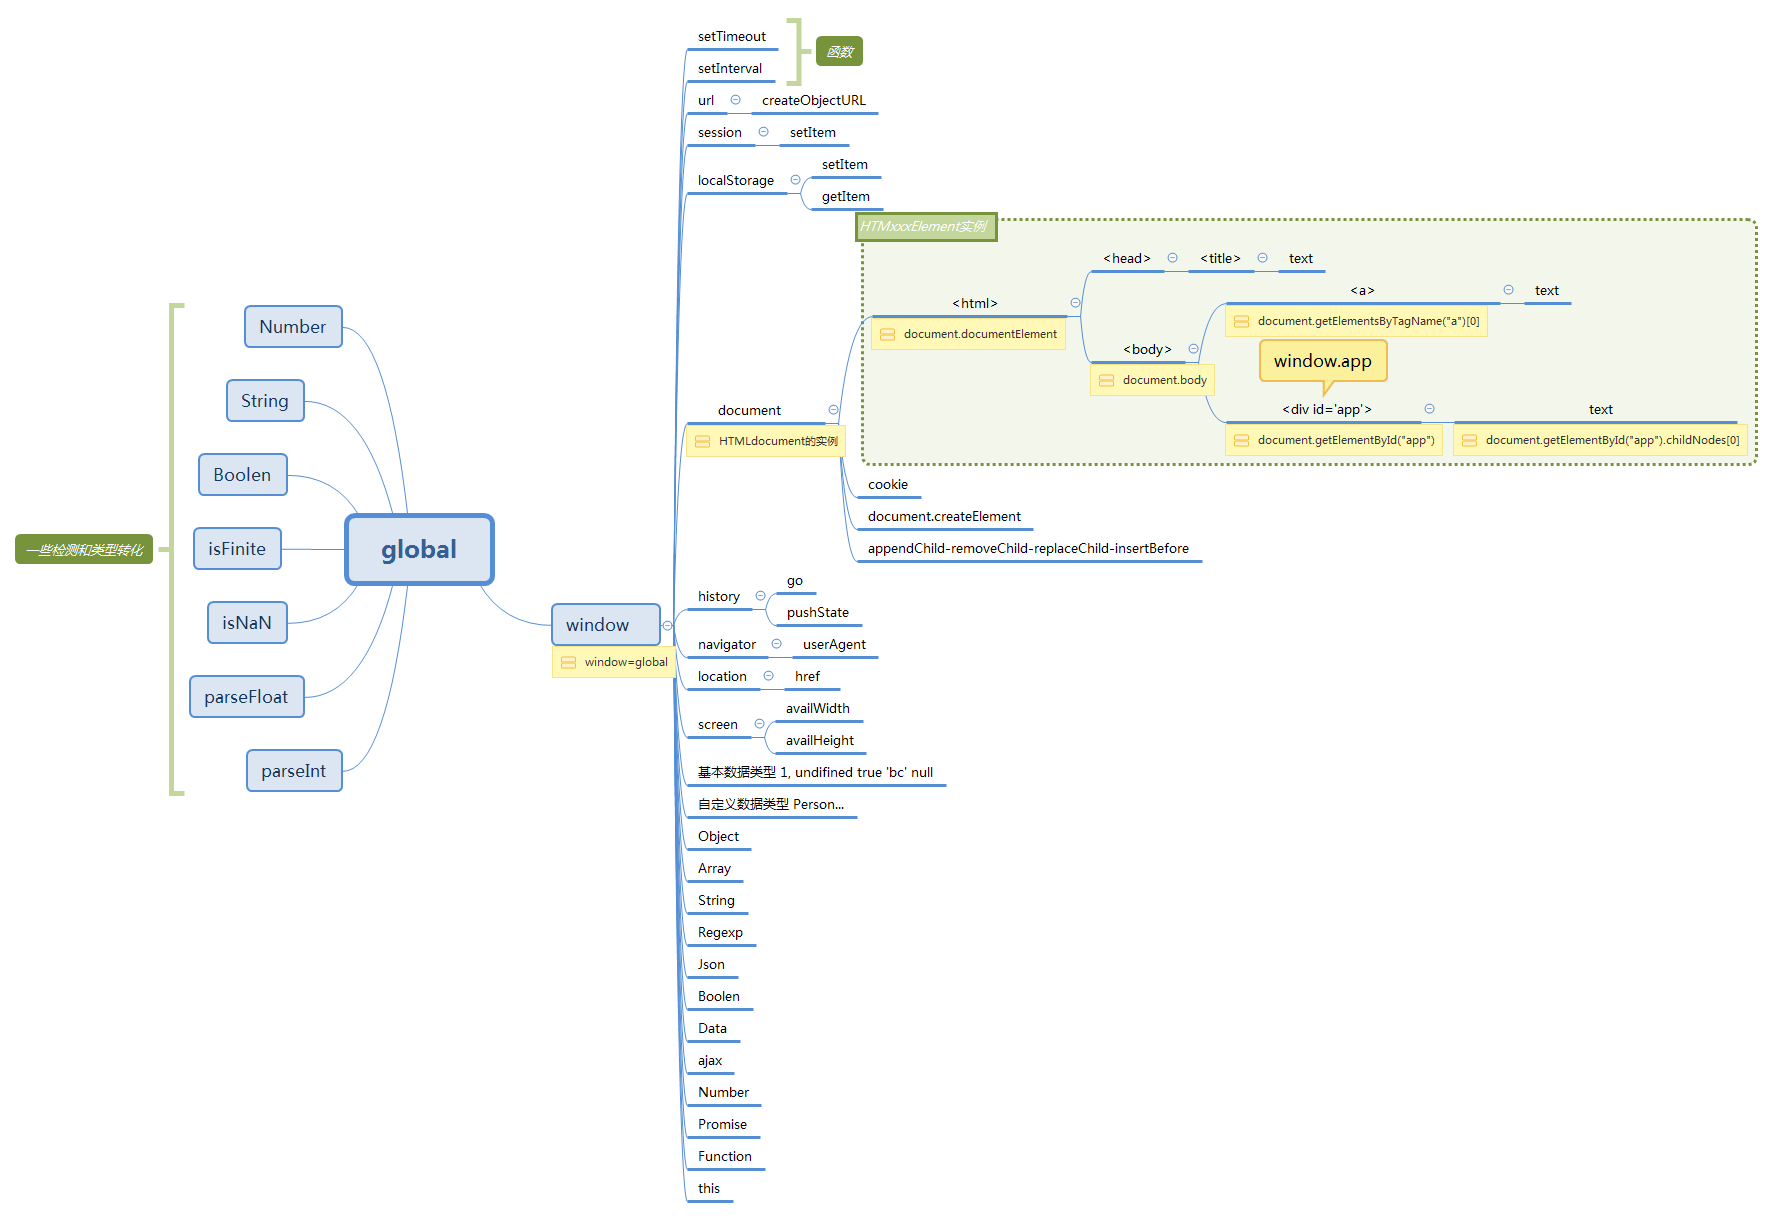 一些检测和类型转化
Number
String
Boolen
isFinite
isNaN
parseFloat
parseInt
global
window
window=global
setTimeout
setInterval
函数
url
createObjectURL
session
setItem
localStorage
setItem
getItem
document
HTMLdocument的实例
HTMxxxElement实例
<html>
document.documentElement
<head>
<title>
text
<body>
document.body
<a>
document.getElementsByTagName("a")[0]
text
window.app
<div id='app'>
document.getElementById("app")
text
document.getElementById("app").childNodes[0]
cookie
document.createElement
appendChild-removeChild-replaceChild-insertBefore
history
go
pushState
navigator
userAgent
location
href
screen
availWidth
availHeight
基本数据类型 1, undifined true 'bc' null
自定义数据类型 Person...
Object
Array
String
Regexp
Json
Boolen
Data
ajax
Number
Promise
Function
this